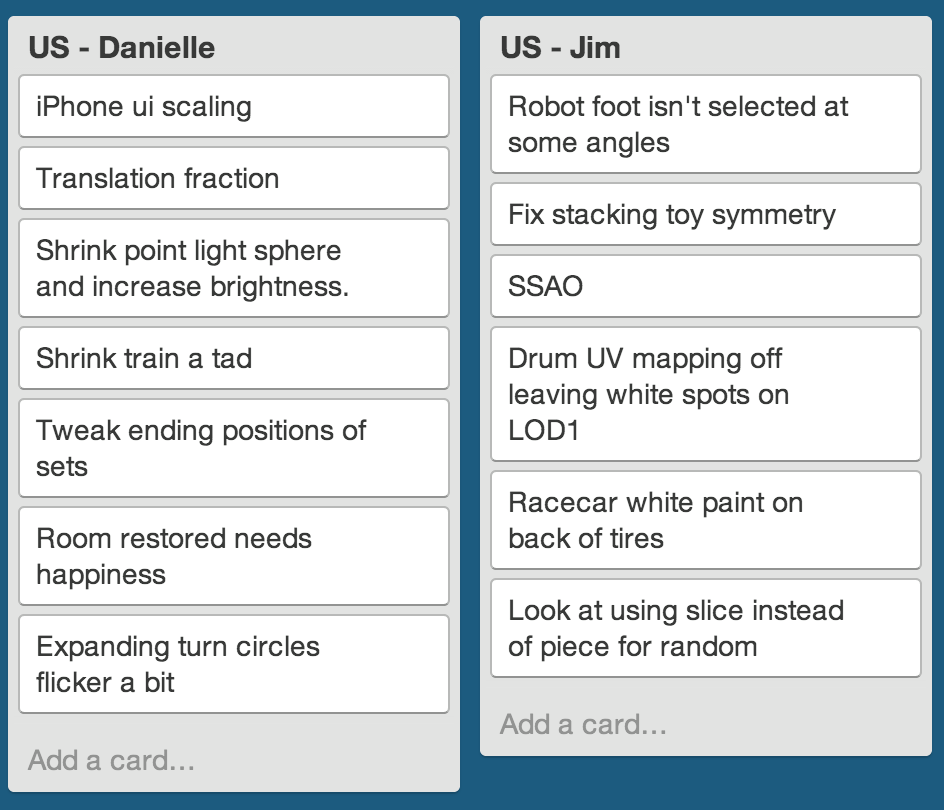 US - Danielle
iPhone ui scaling
Translation fraction
Shrink point light sphere
and increase brightness.
Shrink train a tad
Tweak ending positions of
sets
Room restored needs
happiness
Expanding turn circles
flicker a bit
Add a card...
US - Jim
Robot foot isn't selected at
some angles
Fix stacking toy symmetry
SSAO
Drum UV mapping off
leaving white spots on
LOD1
Racecar white paint on
back of tires
Look at using slice instead
of piece for random
Add a card...